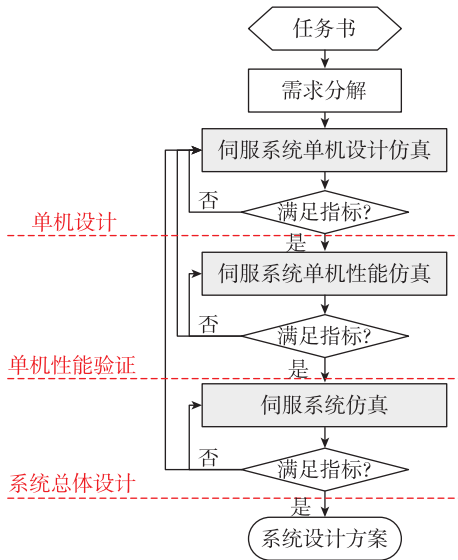 任务书
需求分解
伺服系统单机设计仿真
否
满足指标?
单机设计
是
伺服系统单机性能仿真
否
满足指标?
单机性能验证
是
伺服系统仿真
否
满足指标?
系统总体设计
是
系统设计方案